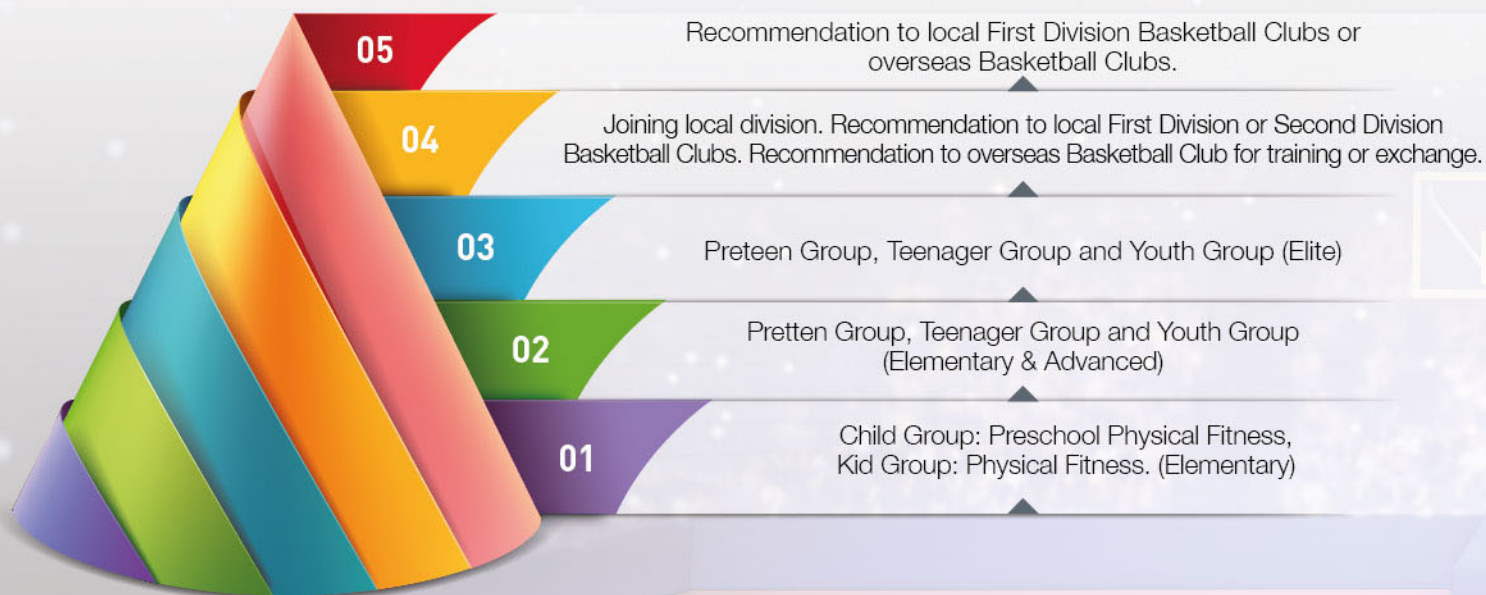 05
Recommendation to local First Division Basketball Clubs or
overseas Basketball Clubs.
04
Joining local division. Recommendation to local First Division or Second Division
Basketball Clubs. Recommendation to overseas Basketball Club for training or exchange.
03
Preteen Group, Teenager Group and Youth Group (Elite)
02
Pretten Group, Teenager Group and Youth Group
(Elementary & Advanced)
01
Child Group: Preschool Physical Fitness,
Kid Group: Physical Fitness. (Elementary)